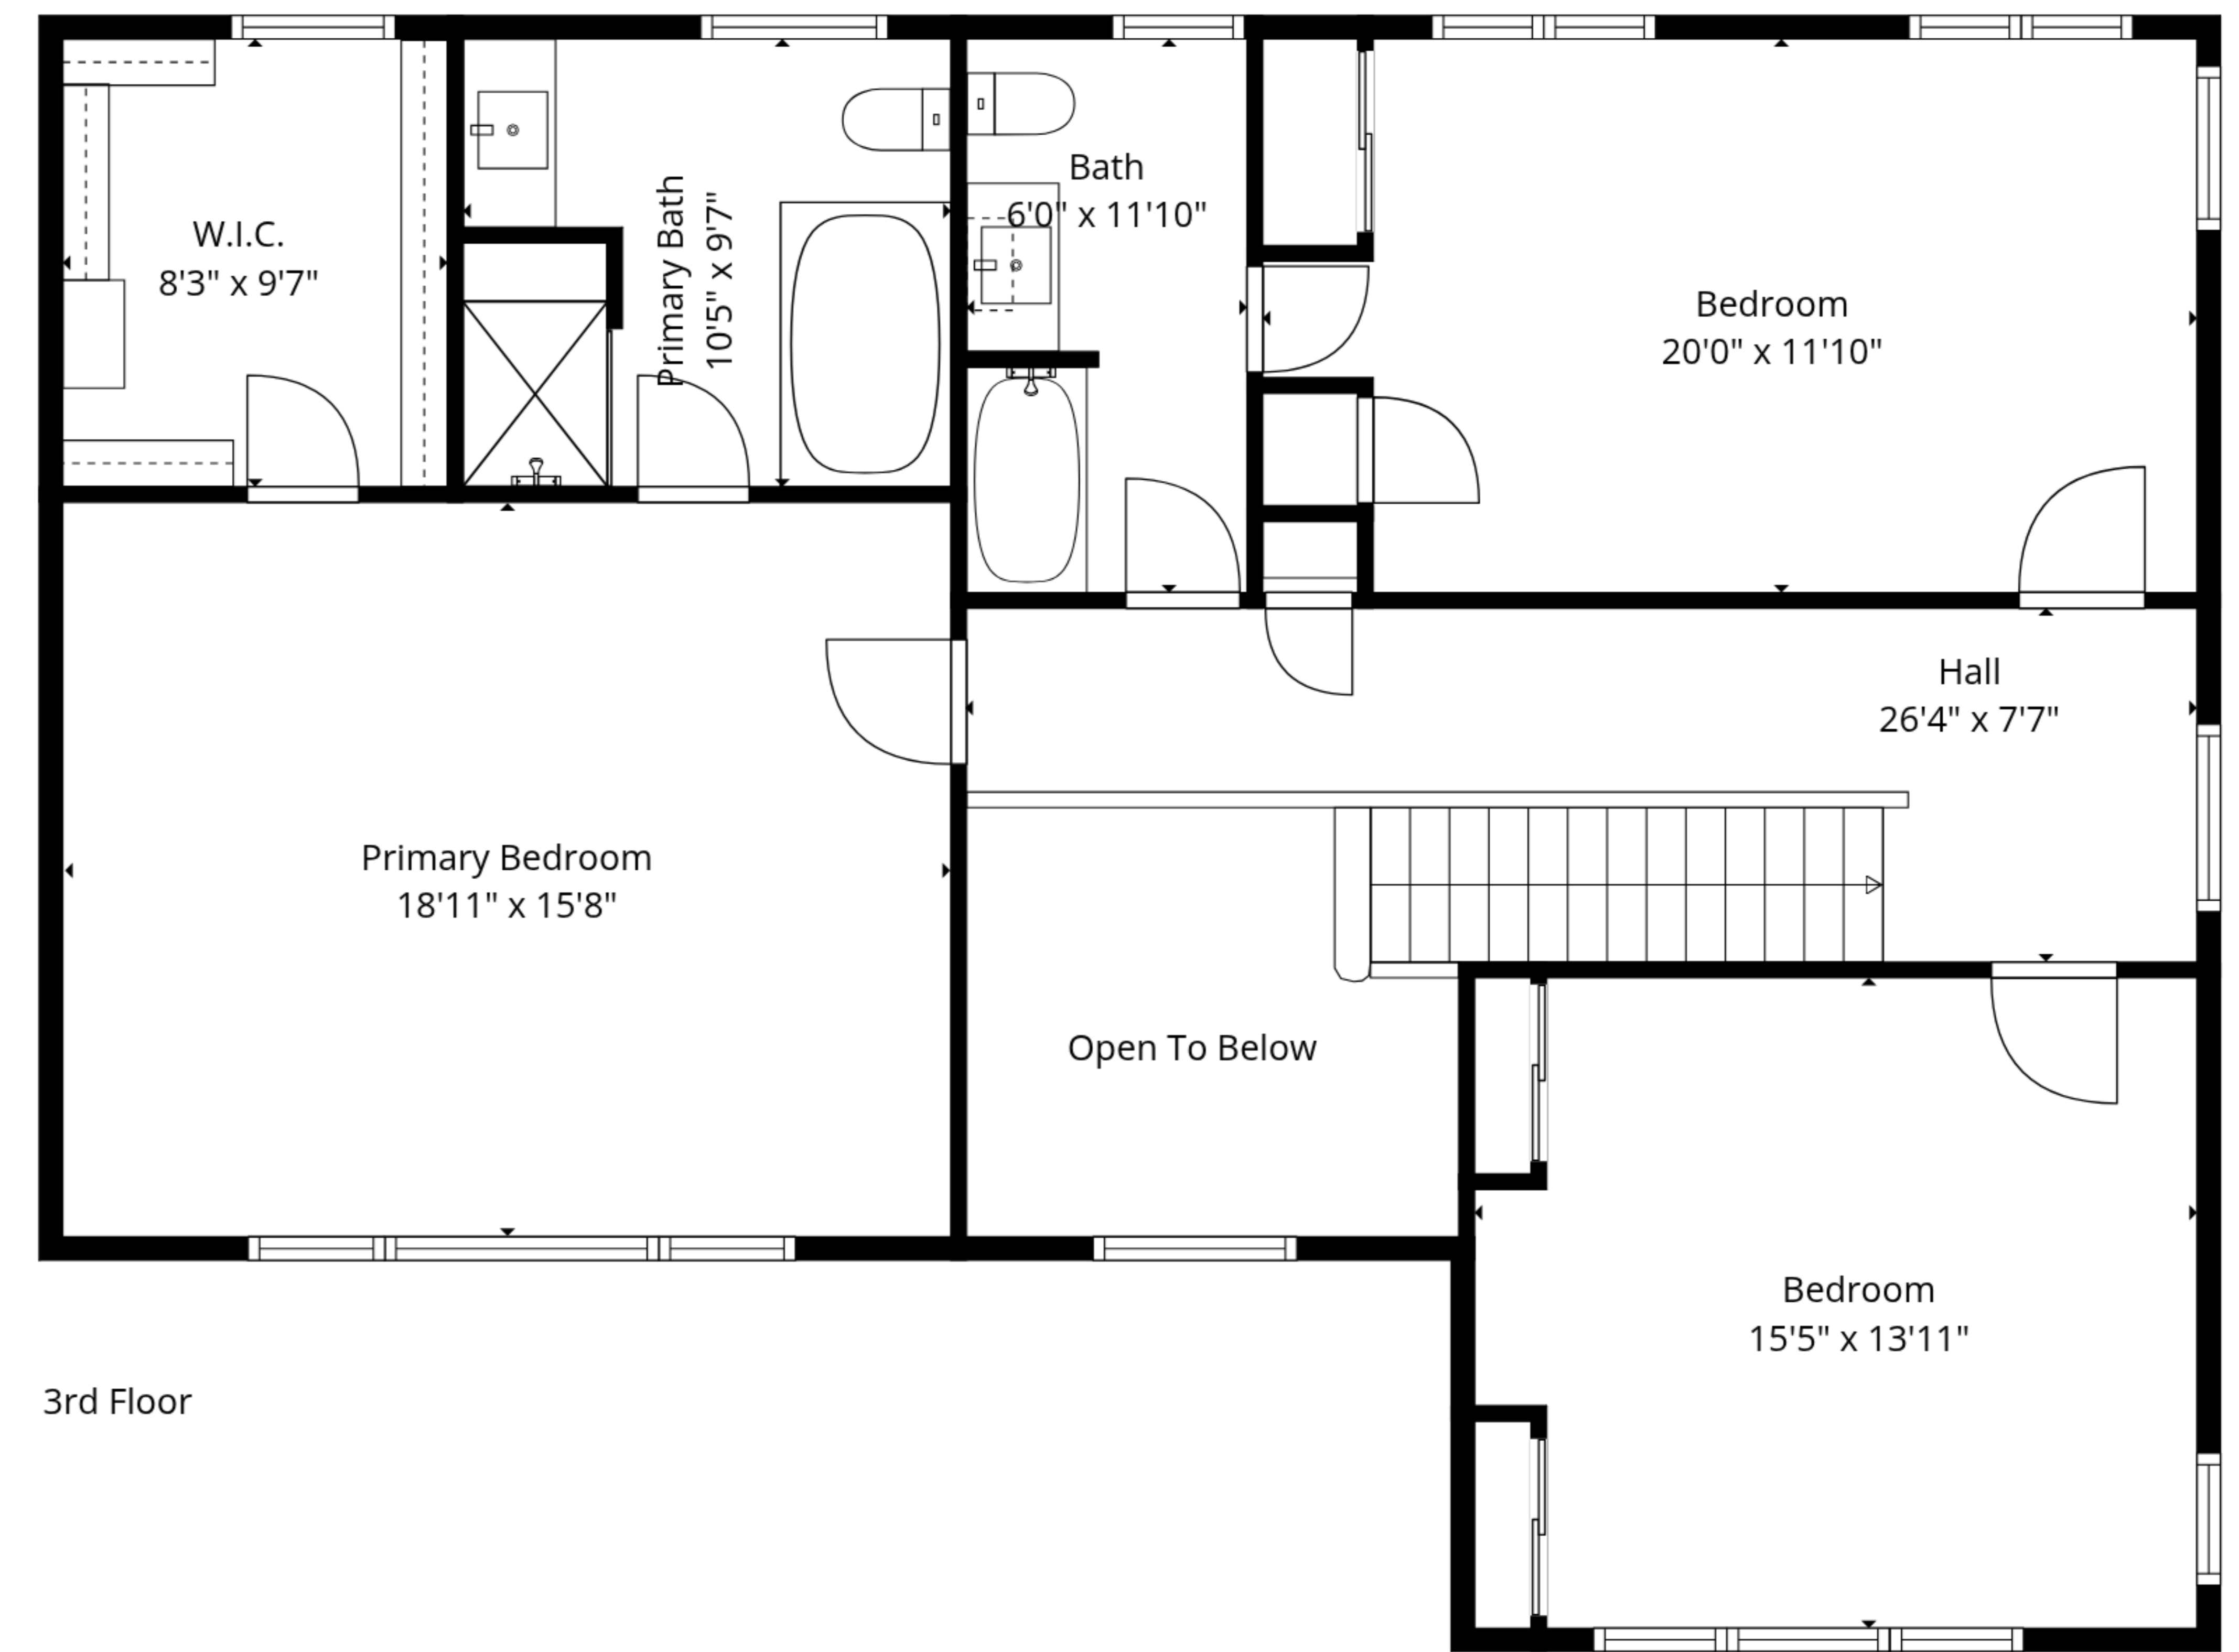 W.I.C.
8'3" x 9'7"
Primary Bath
10'5" x 9'7"
Bath
6'0" x 11'10"
Bedroom
20'0" x 11'10"
Hall
26'4" x 7'7"
Primary Bedroom
18'11" x 15'8"
Open To Below
Bedroom
15'5" x 13'11"
3rd Floor